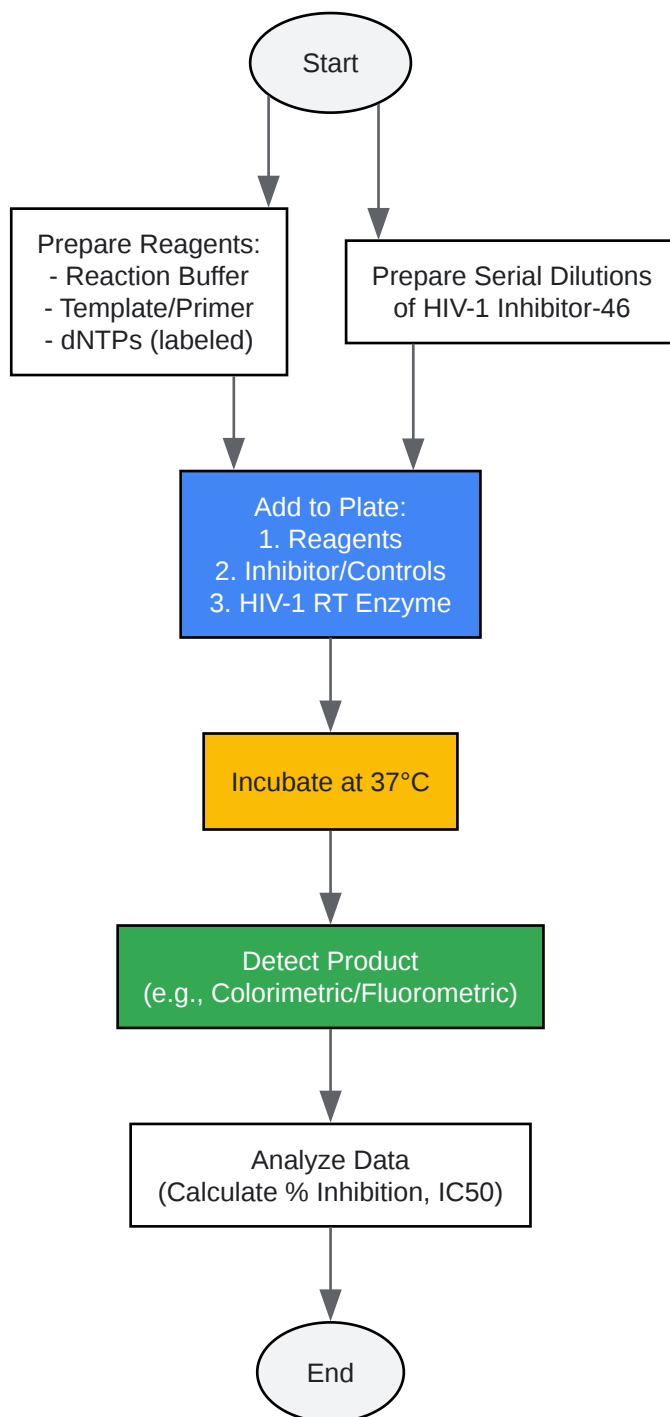 Start
Prepare Reagents:
- Reaction Buffer
- Template/Primer
- dNTPs (labeled)
Prepare Serial Dilutions
of HIV-1 Inhibitor-46
Add to Plate:
1. Reagents
2. Inhibitor/Controls
3. HIV-1 RT Enzyme
Incubate at 37°C
Detect Product
(e.g., Colorimetric/Fluorometric)
Analyze Data
(Calculate % Inhibition, IC50)
End